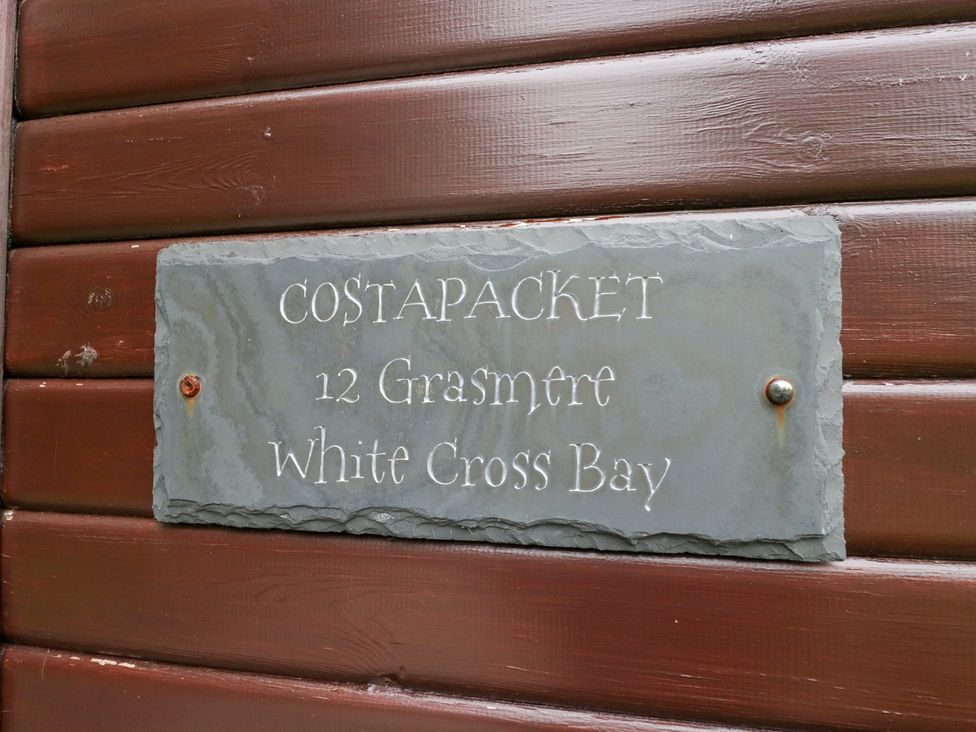 COSTAPACKET
12 Grasmere
White Cross Bay